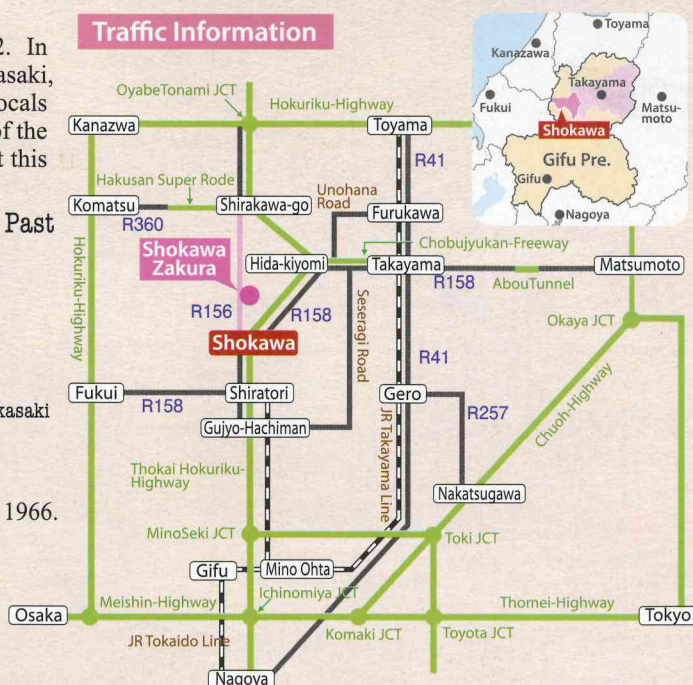 2. In
asaki,
ocals
of the
t this
Past
kasaki
1966.
Traffic Information
OyabeTonami JCT
Hokuriku-Highway
Kanazwa
Toyama
R41
Hakusan Super Rode
Unohana
Road
Komatsu
Shirakawa-go
Furukawa
R360
Chobujyukan-Freeway
Shokawa
Zakura
Hida-kiyomi
Takayama
Matsumoto
R158
AbouTunnel
Hokuriku-Highway
R156
R158
Seseragi Road
Okaya JCT
Shokawa
R41
Chuoh-Highway
Fukui
Shiratori
Gero
R158
R257
Gujyo-Hachiman
JR Takayama Line
Thokai Hokuriku-
Highway
Nakatsugawa
MinoSeki JCT
Toki JCT
Gifu
Mino Ohta
Ichinomiya JCT
Meishin-Highway
Thomei-Highway
Osaka
Tokyo
Komaki JCT
Toyota JCT
JR Tokaido Line
Nagoya
Toyama
Kanazawa
Takayama
Fukui
Matsu-
moto
Shokawa
Gifu Pre.
Gifu
Nagoya